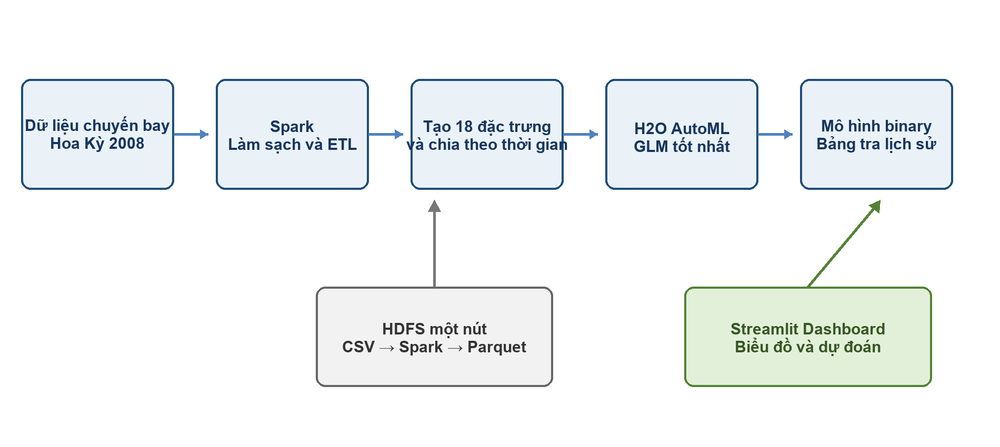 Dữ liệu chuyến bay
Hoa Kỳ 2008
Spark
Làm sạch và ETL
Tạo 18 đặc trưng
và chia theo thời gian
H2O AutoML
GLM tốt nhất
Mô hình binary
Bảng tra lịch sử
HDFS một nút
CSV → Spark → Parquet
Streamlit Dashboard
Biểu đồ và dự đoán